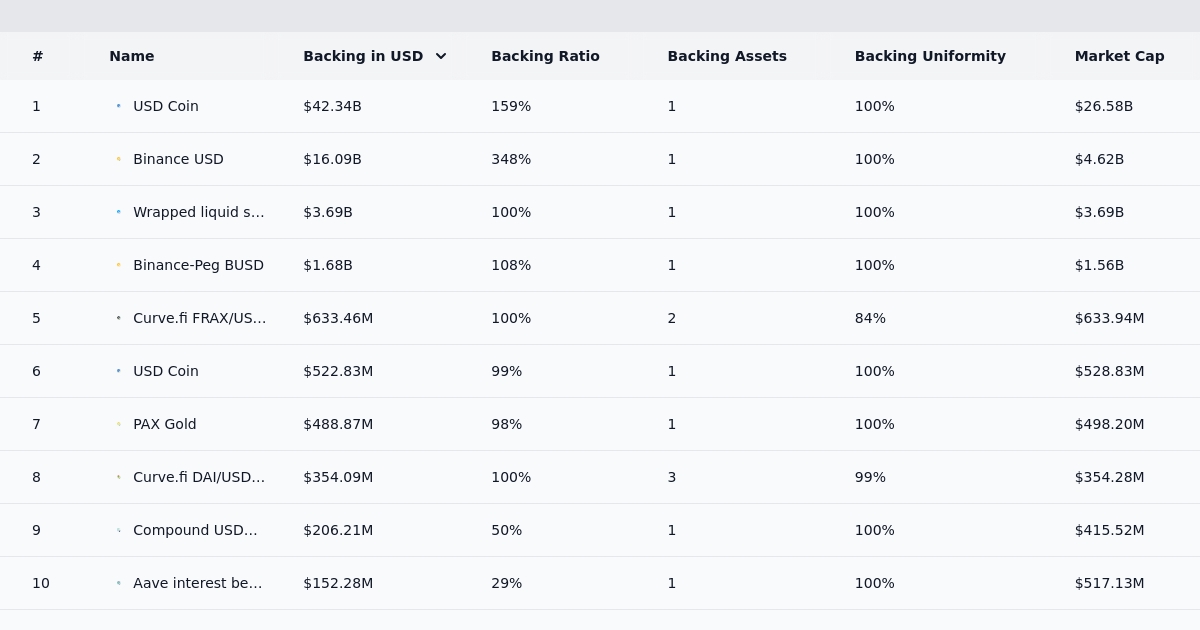 # Name Backing in USD Backing Ratio Backing Assets Backing Uniformity Market Cap
1 USD Coin $42.34B 159% 1 100% $26.58B
2 Binance USD $16.09B 348% 1 100% $4.62B
3 Wrapped liquid s... $3.69B 100% 1 100% $3.69B
4 Binance-Peg BUSD $1.68B 108% 1 100% $1.56B
5 Curve.fi FRAX/US... $633.46M 100% 2 84% $633.94M
6 USD Coin $522.83M 99% 1 100% $528.83M
7 PAX Gold $488.87M 98% 1 100% $498.20M
8 Curve.fi DAI/USD... $354.09M 100% 3 99% $354.28M
9 Compound USD... $206.21M 50% 1 100% $415.52M
10 Aave interest be... $152.28M 29% 1 100% $517.13M